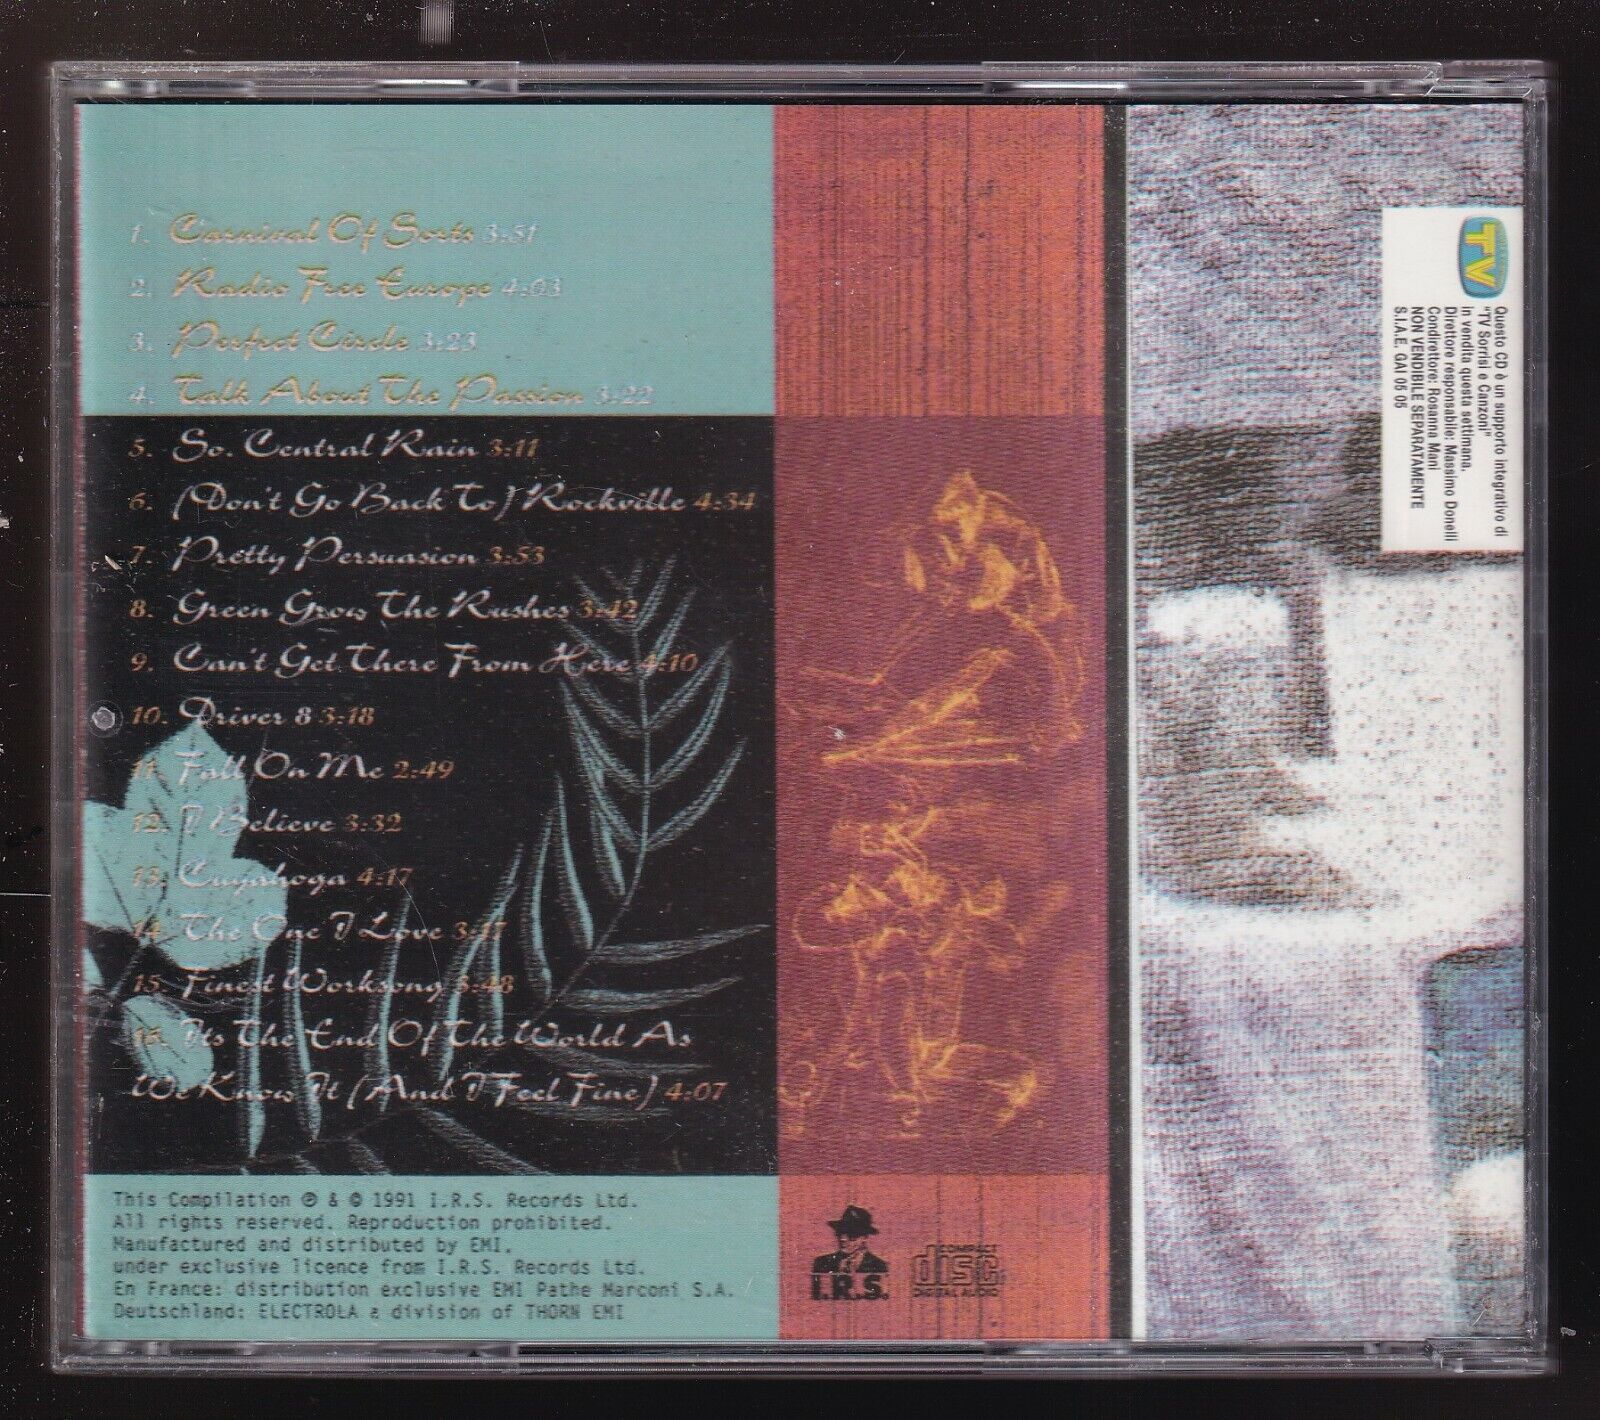 1. Carnival Of Sorts 3:51
2. Radio Free Europe 4:03
3. Perfect Circle 3:23
4. Talk About The Passion 3:22
5. So. Central Rain 3:11
6. (Don't Go Back To) Rockville 4:34
7. Pretty Persuasion 3:53
8. Green Grow The Rushes 3:42
9. Can't Get There From Here 4:10
10. Driver 8 3:18
11. Fall On Me 2:49
12. I Believe 3:32
13. Cuyahoga 4:17
14. The One I Love 3:17
15. Finest Worksong 3:48
16. Its The End Of The World As
We Know It (And I Feel Fine) 4:07
This Compilation ℗ & © 1991 I.R.S. Records Ltd.
All rights reserved. Reproduction prohibited.
Manufactured and distributed by EMI.
under exclusive licence from I.R.S. Records Ltd.
En France: distribution exclusive EMI Pathe Marconi S.A.
Deutschland: ELECTROLA a division of THORN EMI
I.R.S.
COMPACT
disc
DIGITAL AUDIO
TV
Questo CD è un supporto integrativo di
"TV Sorrisi e Canzoni"
In vendita questa settimana.
Direttore responsabile: Massimo Donelli
Condirettore: Rosanna Mani
NON VENDIBILE SEPARATAMENTE
S.I.A.E. GAI 05 05